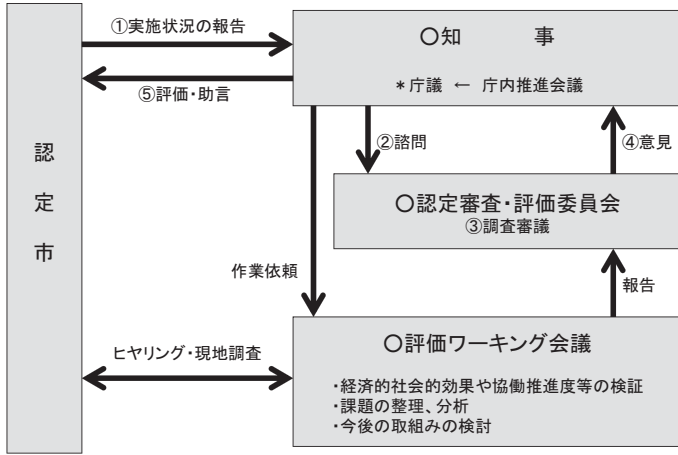 ①実施状況の報告
〇知　　事
⑤評価・助言
＊庁議 ← 庁内推進会議
②諮問
④意見
認定市
〇認定審査・評価委員会
③調査審議
作業依頼
報告
ヒヤリング・現地調査
〇評価ワーキング会議
・経済的社会的効果や協働推進度等の検証
・課題の整理、分析
・今後の取組みの検討